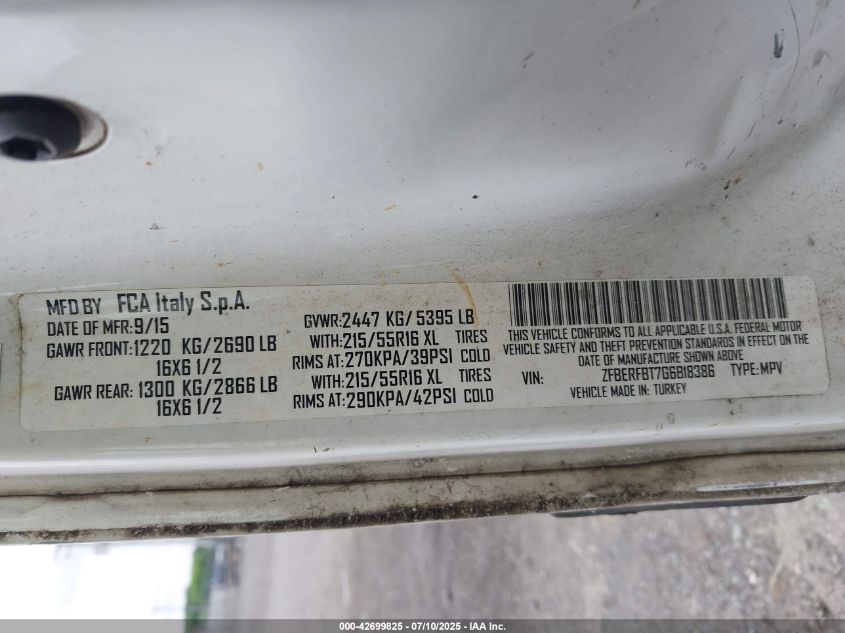 MFD BY FCA Italy S.p.A.
DATE OF MFR: 9/15
GAWR FRONT: 1220 KG/2690 LB
16X6 1/2
GAWR REAR: 1300 KG/2866 LB
16X6 1/2
GVWR: 2447 KG/5395 LB
WITH: 215/55R16 XL TIRES
RIMS AT: 270KPA/39PSI COLD
WITH: 215/55R16 XL TIRES
RIMS AT: 290KPA/42PSI COLD
THIS VEHICLE CONFORMS TO ALL APPLICABLE U.S.A. FEDERAL MOTOR
VEHICLE SAFETY AND THEFT PREVENTION STANDARDS IN EFFECT ON THE
DATE OF MANUFACTURE SHOWN ABOVE
VIN: ZFBERFBT7G6B18386 TYPE: MPV
VEHICLE MADE IN: TURKEY
000-42699825 - 07/10/2025 - IAA Inc.